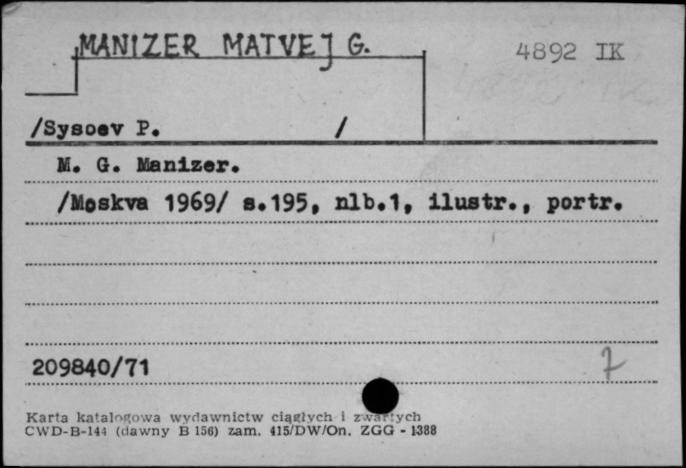 MANIZER MATVEJ G.
4892 IK
/Sysoev P. /
M. G. Manizer.
/Moskva 1969/ s.195, nlb.1, ilustr., portr.
209840/71
7
Karta katalogowa wydawnictw ciągłych i zwartych
CWD-B-144 (dawny B 156) zam. 415/DW/On. ZGG - 1388